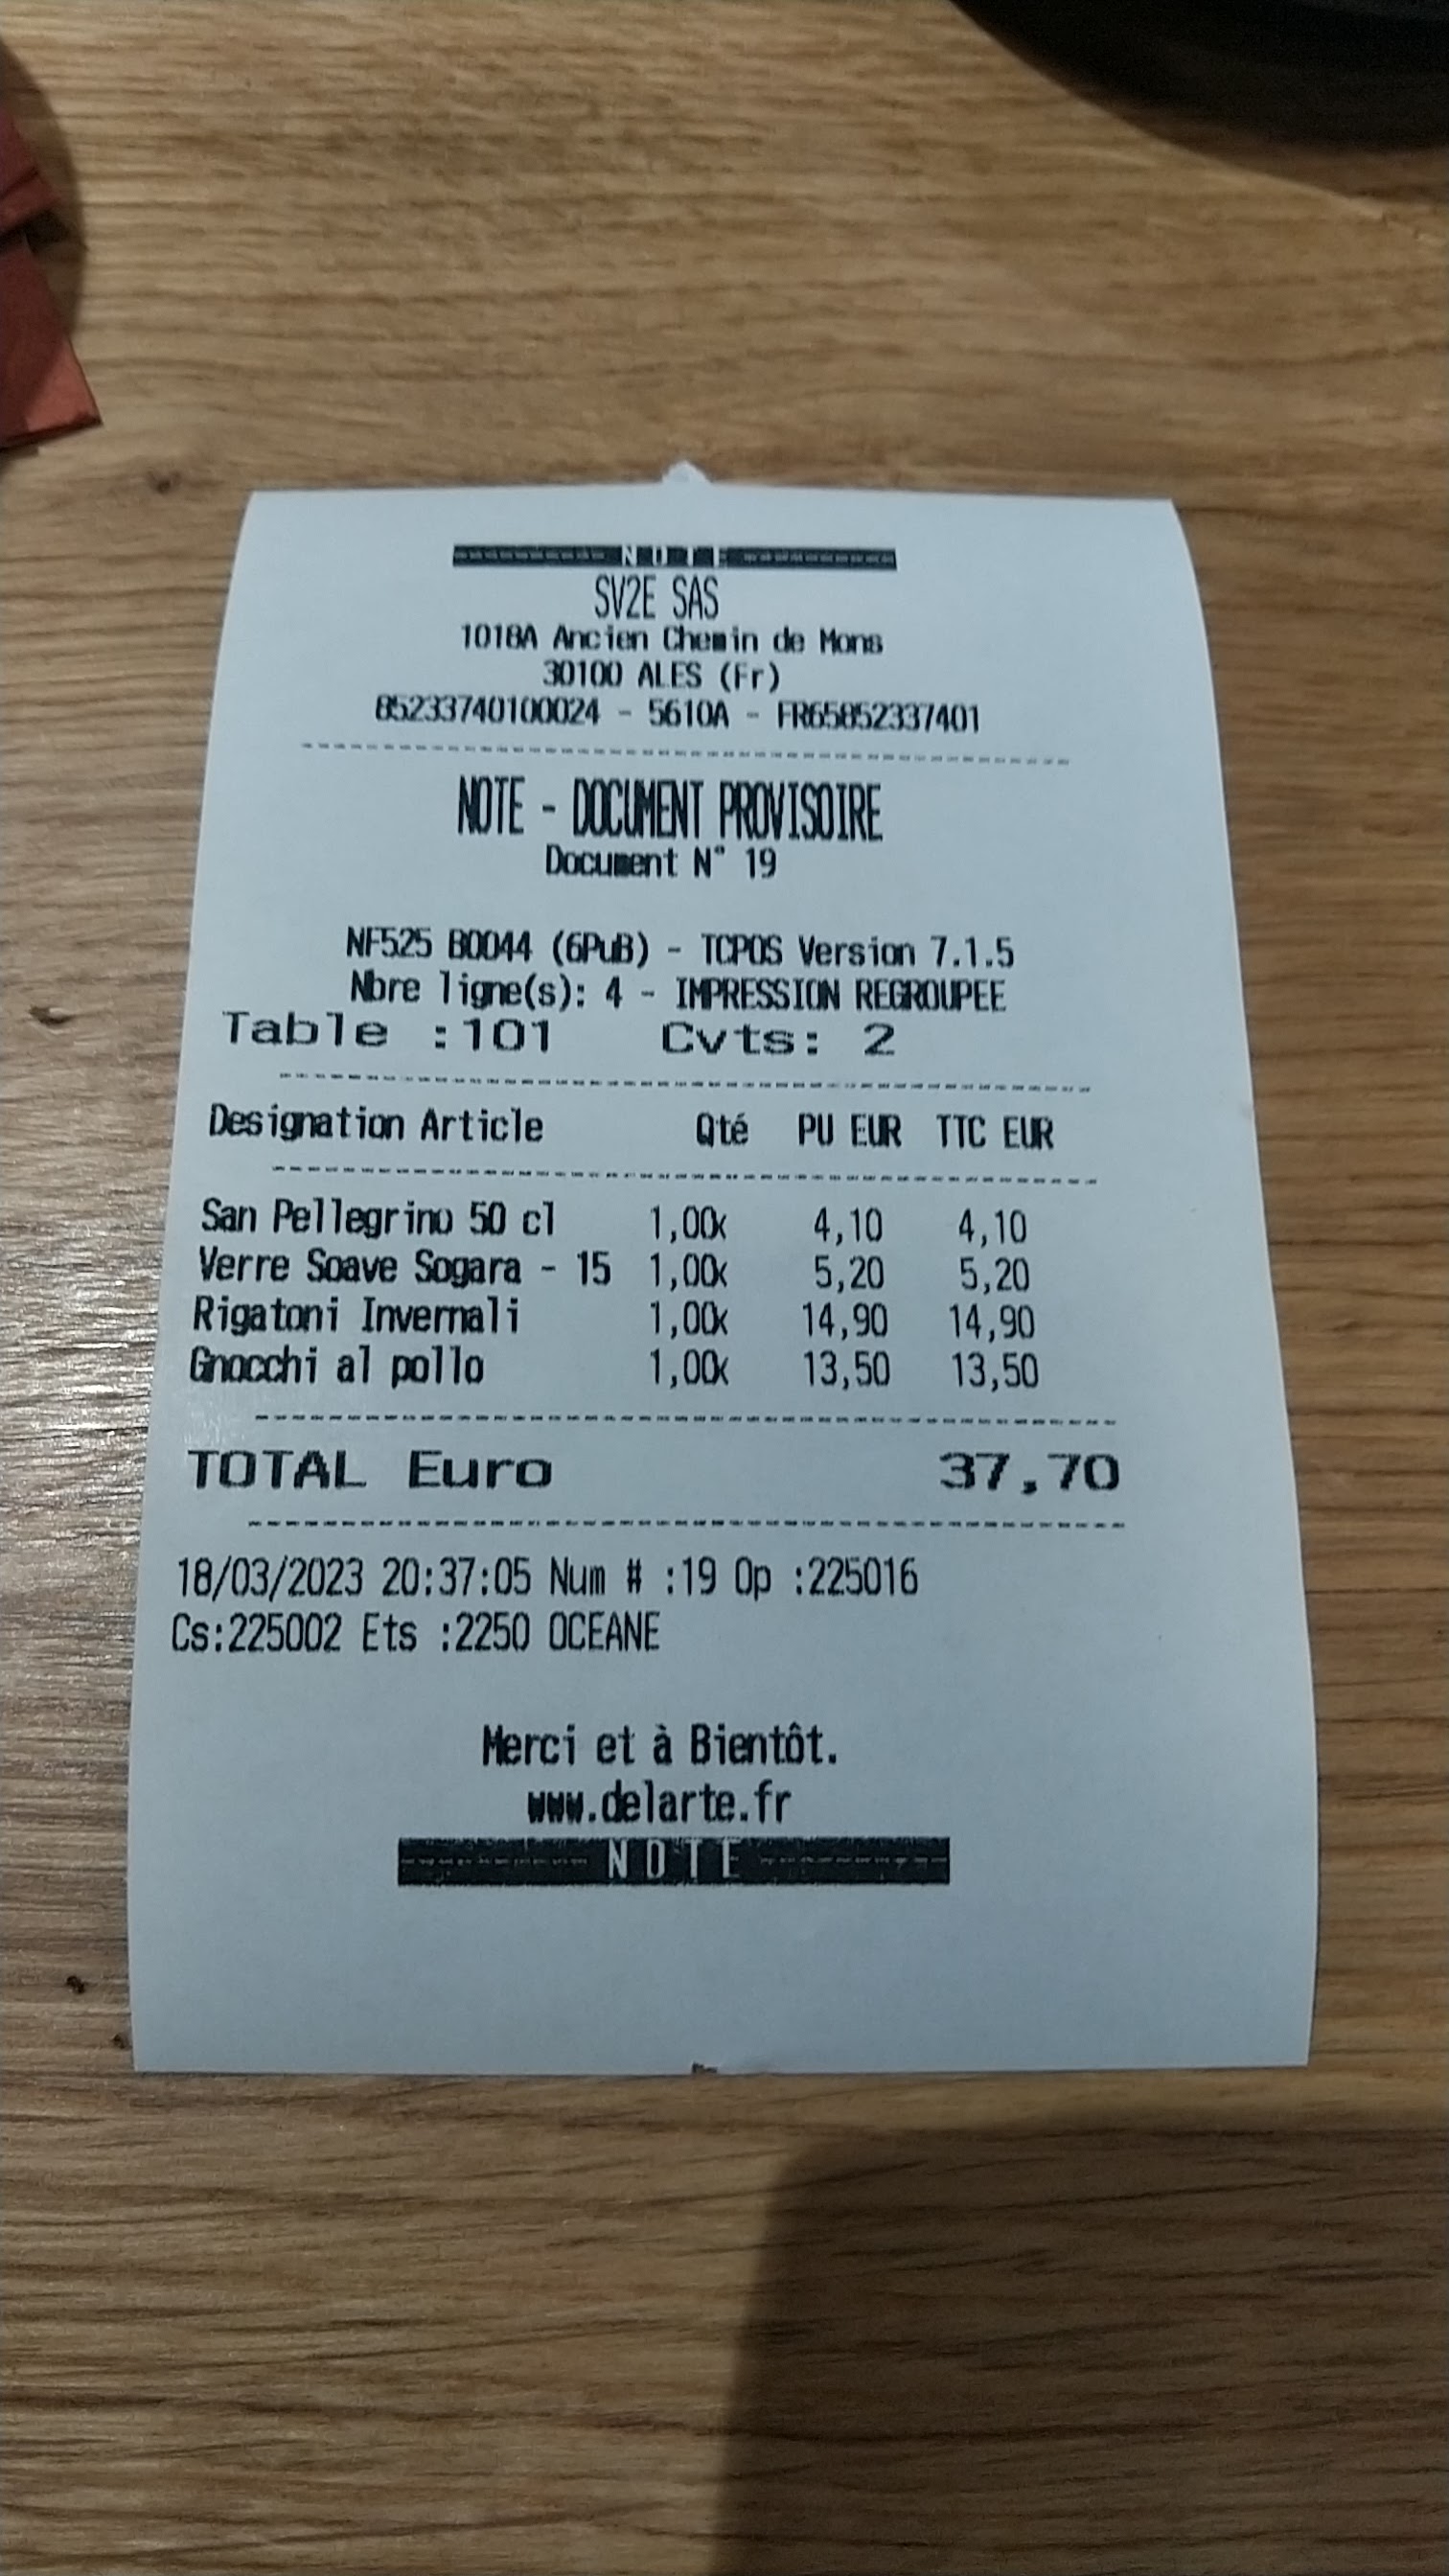 NOTE
SV2E SAS
1018A Ancien Chemin de Mons
30100 ALES (Fr)
85233740100024 - 5610A - FR65852337401
NOTE - DOCUMENT PROVISOIRE
Document N° 19
NF525 B0044 (6PuB) - TCPOS Version 7.1.5
Nbre ligne(s): 4 - IMPRESSION REGROUPEE
Table :101 Cvts: 2
Designation Article Qté PU EUR TTC EUR
San Pellegrino 50 cl 1,00x 4,10 4,10
Verre Soave Sogara - 15 1,00x 5,20 5,20
Rigatoni Invernali 1,00x 14,90 14,90
Gnocchi al pollo 1,00x 13,50 13,50
TOTAL Euro 37,70
18/03/2023 20:37:05 Num # :19 Op :225016
Cs:225002 Ets :2250 OCEANE
Merci et à Bientôt.
www.delarte.fr
NOTE